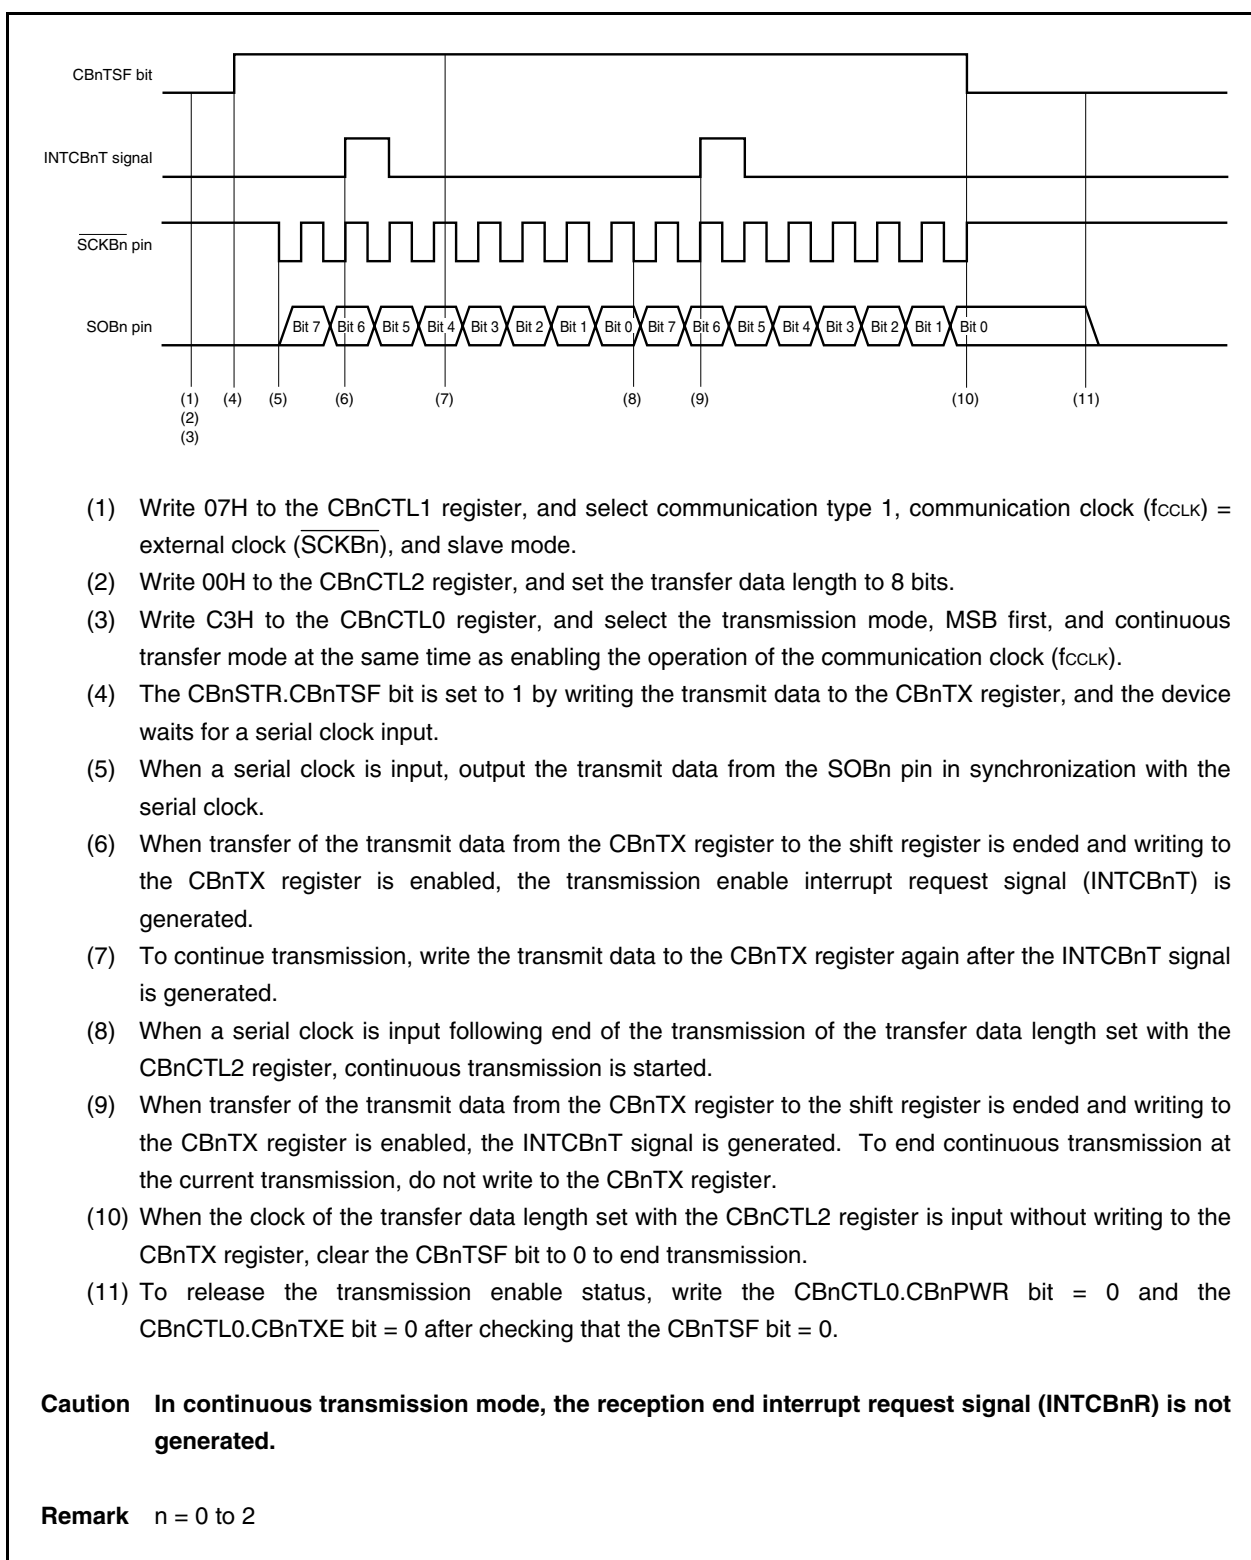 CBnTSF bit
INTCBnT signal
SCKBn pin
SOBn pin
Bit 7 Bit 6 Bit 5 Bit 4 Bit 3 Bit 2 Bit 1 Bit 0 Bit 7 Bit 6 Bit 5 Bit 4 Bit 3 Bit 2 Bit 1 Bit 0
(1) (4) (5) (6) (7) (8) (9) (10) (11)
(2)
(3)
(1) Write 07H to the CBnCTL1 register, and select communication type 1, communication clock (fCCLK) =
external clock (SCKBn), and slave mode.
(2) Write 00H to the CBnCTL2 register, and set the transfer data length to 8 bits.
(3) Write C3H to the CBnCTL0 register, and select the transmission mode, MSB first, and continuous
transfer mode at the same time as enabling the operation of the communication clock (fCCLK).
(4) The CBnSTR.CBnTSF bit is set to 1 by writing the transmit data to the CBnTX register, and the device
waits for a serial clock input.
(5) When a serial clock is input, output the transmit data from the SOBn pin in synchronization with the
serial clock.
(6) When transfer of the transmit data from the CBnTX register to the shift register is ended and writing to
the CBnTX register is enabled, the transmission enable interrupt request signal (INTCBnT) is
generated.
(7) To continue transmission, write the transmit data to the CBnTX register again after the INTCBnT signal
is generated.
(8) When a serial clock is input following end of the transmission of the transfer data length set with the
CBnCTL2 register, continuous transmission is started.
(9) When transfer of the transmit data from the CBnTX register to the shift register is ended and writing to
the CBnTX register is enabled, the INTCBnT signal is generated. To end continuous transmission at
the current transmission, do not write to the CBnTX register.
(10) When the clock of the transfer data length set with the CBnCTL2 register is input without writing to the
CBnTX register, clear the CBnTSF bit to 0 to end transmission.
(11) To release the transmission enable status, write the CBnCTL0.CBnPWR bit = 0 and the
CBnCTL0.CBnTXE bit = 0 after checking that the CBnTSF bit = 0.
Caution In continuous transmission mode, the reception end interrupt request signal (INTCBnR) is not
generated.
Remark n = 0 to 2